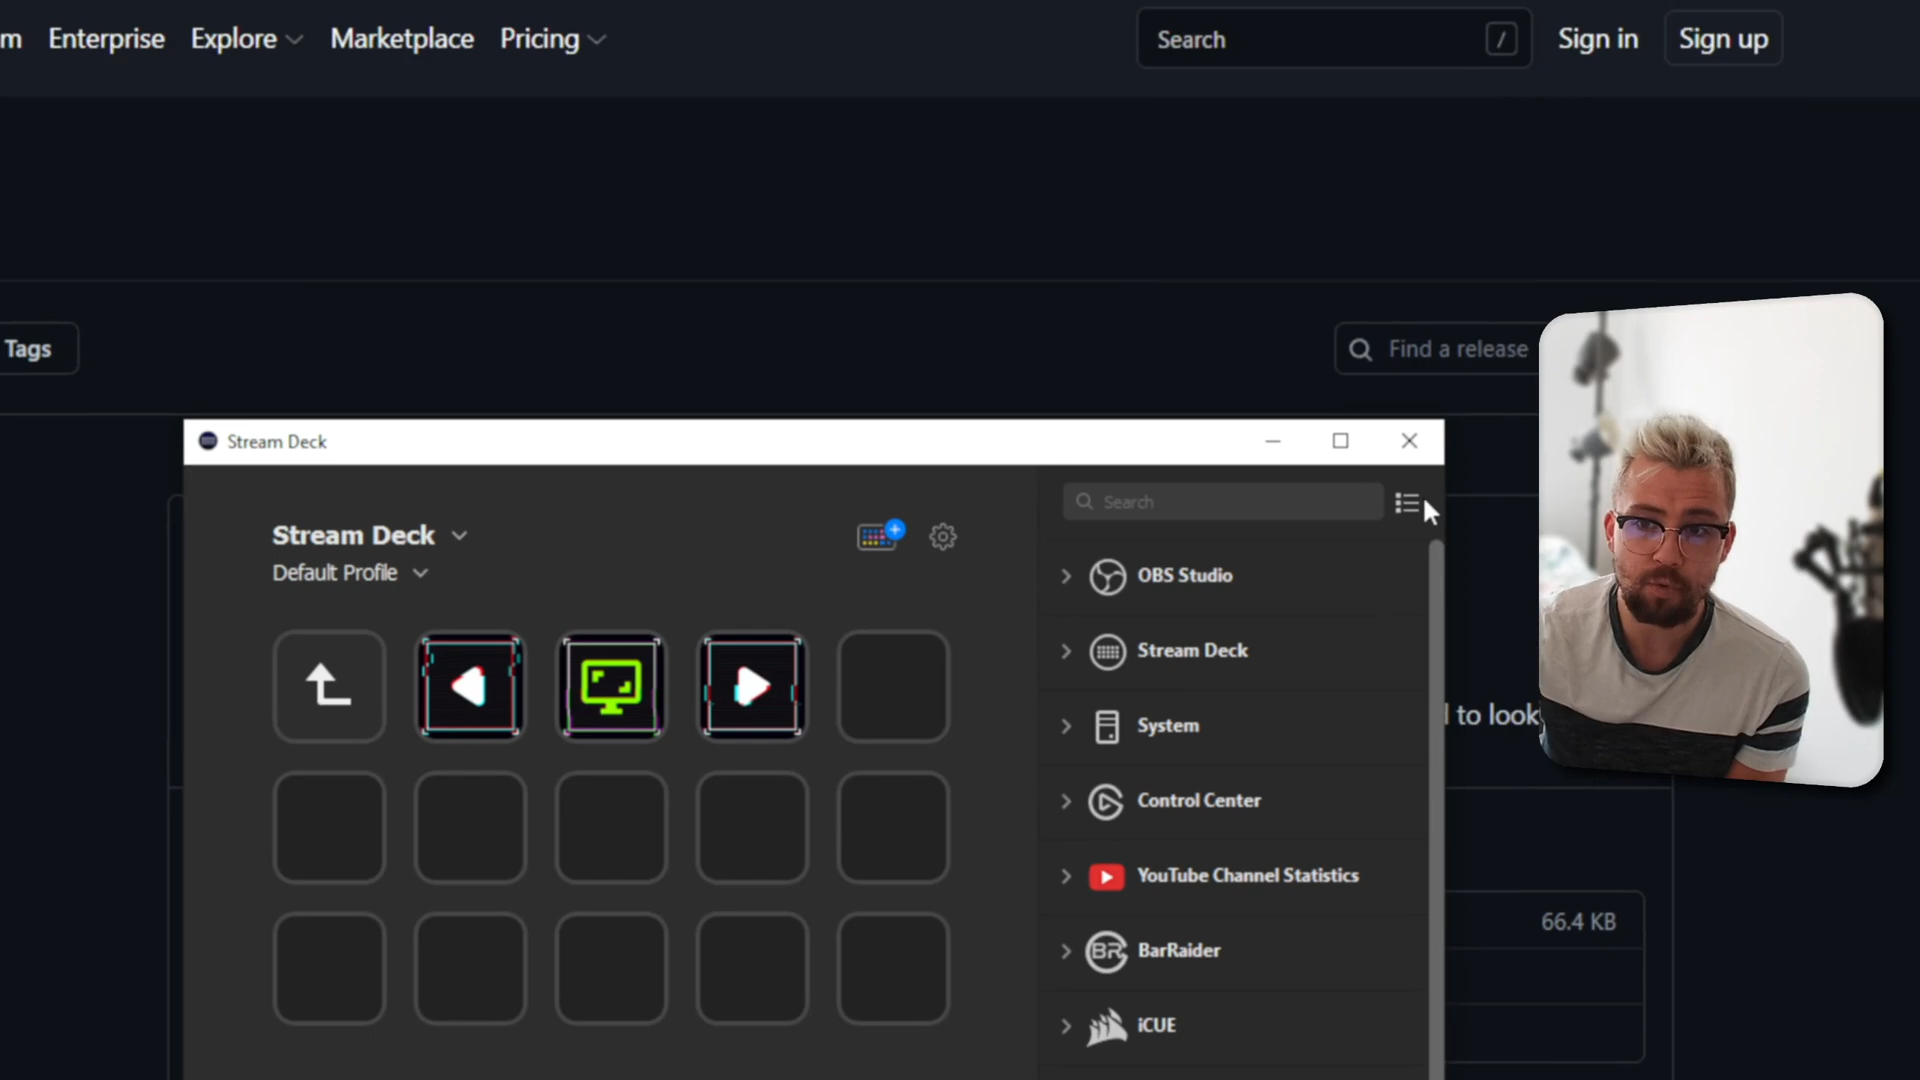 m Enterprise Explore Marketplace Pricing Search / Sign in Sign up
Tags
Find a release
Stream Deck
Search
Stream Deck
Default Profile
OBS Studio
Stream Deck
System
Control Center
YouTube Channel Statistics
BR BarRaider
iCUE
l to look
66.4 KB